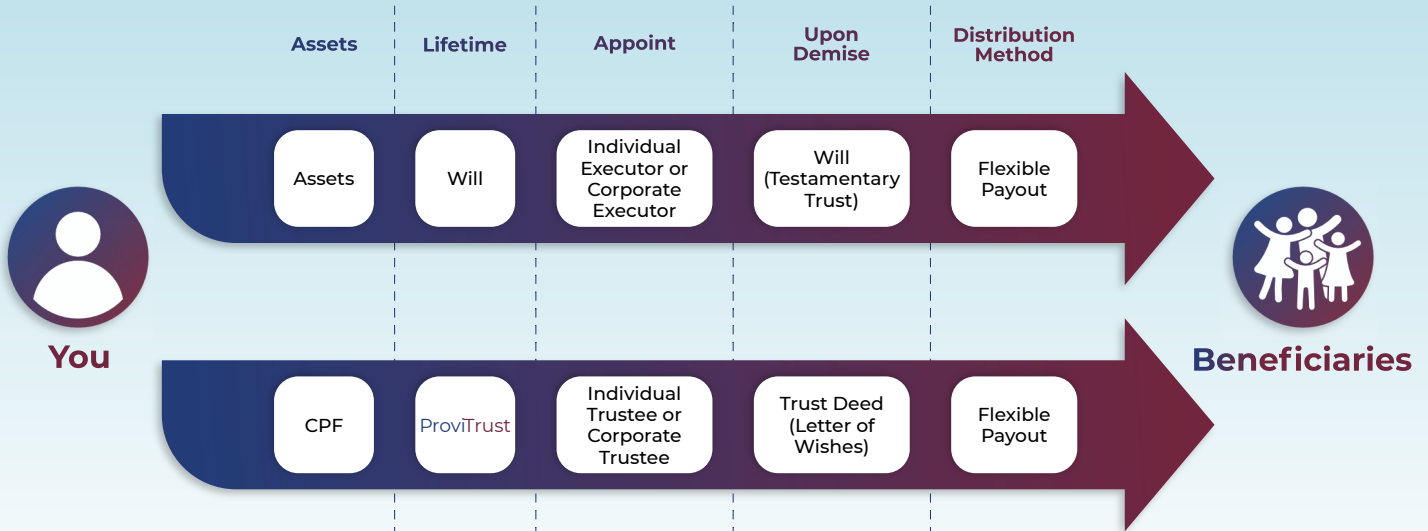 Assets
Lifetime
Appoint
Upon
Demise
Distribution
Method
Assets
Will
Individual
Executor or
Corporate
Executor
Will
(Testamentary
Trust)
Flexible
Payout
You
Beneficiaries
CPF
ProviTrust
Individual
Trustee or
Corporate
Trustee
Trust Deed
(Letter of
Wishes)
Flexible
Payout